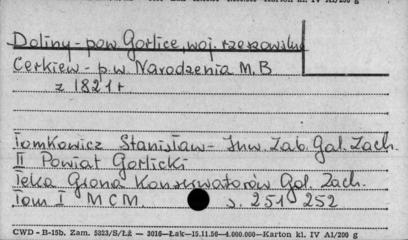 Doliny - pow Gorlice, woj. rzeszowskie
Cerkiew - p.w Narodzenia M.B
z 1821 r
Tomkowicz Stanisław - Inw. Zab. Gal. Zach.
II Powiat Gorlicki
Teka Grona Konserwatorów Gal. Zach.
Tom I MCM. s. 251 252
CWD - B-15b. Zam. 5323/S/Łż — 3016—Łak—15.11.56—4.000.000—Karton kl. IV A1/200 g